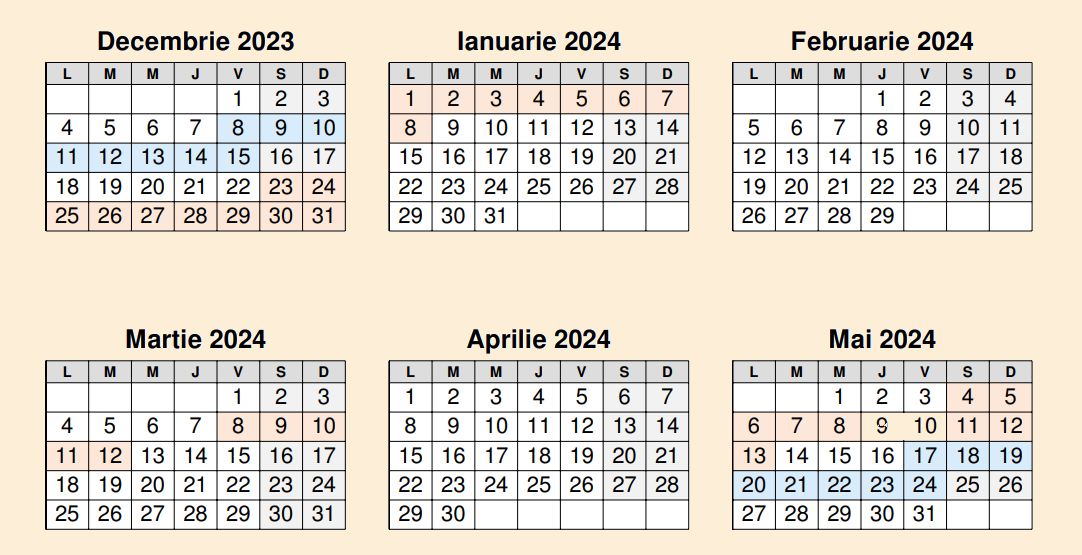 Decembrie 2023
L M M J V S D
1 2 3
4 5 6 7 8 9 10
11 12 13 14 15 16 17
18 19 20 21 22 23 24
25 26 27 28 29 30 31
Ianuarie 2024
L M M J V S D
1 2 3 4 5 6 7
8 9 10 11 12 13 14
15 16 17 18 19 20 21
22 23 24 25 26 27 28
29 30 31
Februarie 2024
L M M J V S D
1 2 3 4
5 6 7 8 9 10 11
12 13 14 15 16 17 18
19 20 21 22 23 24 25
26 27 28 29
Martie 2024
L M M J V S D
1 2 3
4 5 6 7 8 9 10
11 12 13 14 15 16 17
18 19 20 21 22 23 24
25 26 27 28 29 30 31
Aprilie 2024
L M M J V S D
1 2 3 4 5 6 7
8 9 10 11 12 13 14
15 16 17 18 19 20 21
22 23 24 25 26 27 28
29 30
Mai 2024
L M M J V S D
1 2 3 4 5
6 7 8 9 10 11 12
13 14 15 16 17 18 19
20 21 22 23 24 25 26
27 28 29 30 31